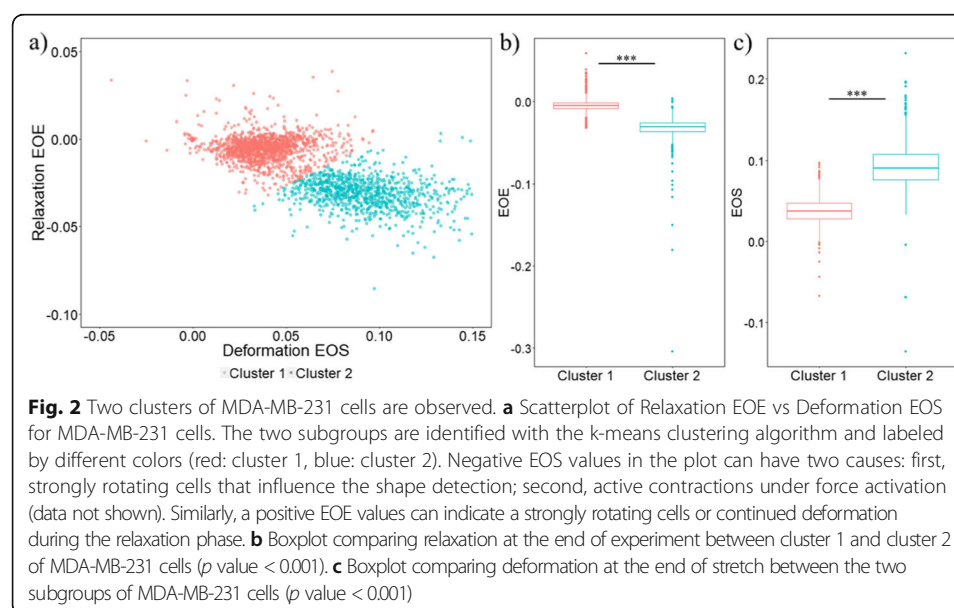 a)
0.05
0.00
-0.05
-0.10
Relaxation EOE
-0.05
0.00
0.05
0.10
0.15
Deformation EOS
Cluster 1 Cluster 2
b)
***
0.0
-0.1
-0.2
-0.3
EOE
Cluster 1
Cluster 2
c)
***
0.2
0.1
0.0
-0.1
EOS
Cluster 1
Cluster 2
Fig. 2 Two clusters of MDA-MB-231 cells are observed. a Scatterplot of Relaxation EOE vs Deformation EOS
for MDA-MB-231 cells. The two subgroups are identified with the k-means clustering algorithm and labeled
by different colors (red: cluster 1, blue: cluster 2). Negative EOS values in the plot can have two causes: first,
strongly rotating cells that influence the shape detection; second, active contractions under force activation
(data not shown). Similarly, a positive EOE values can indicate a strongly rotating cells or continued deformation
during the relaxation phase. b Boxplot comparing relaxation at the end of experiment between cluster 1 and cluster 2
of MDA-MB-231 cells (p value < 0.001). c Boxplot comparing deformation at the end of stretch between the two
subgroups of MDA-MB-231 cells (p value < 0.001)